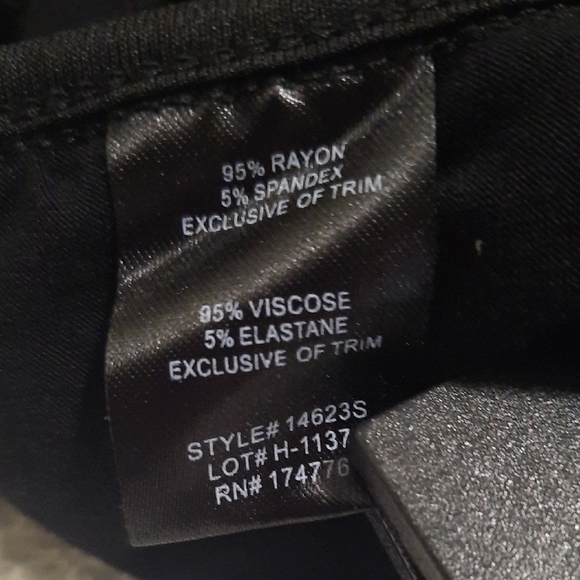 95% RAYON
5% SPANDEX
EXCLUSIVE OF TRIM
95% VISCOSE
5% ELASTANE
EXCLUSIVE OF TRIM
STYLE# 14623S
LOT# H-1137
RN# 174776